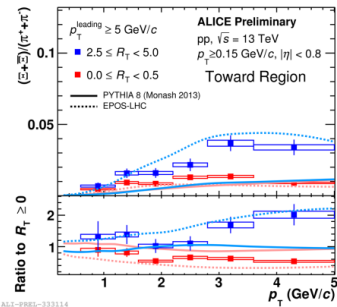 p_T^leading ≥ 5 GeV/c
2.5 ≤ R_T < 5.0
0.0 ≤ R_T < 0.5
PYTHIA 8 (Monash 2013)
EPOS-LHC
ALICE Preliminary
pp, √s = 13 TeV
p_T ≥ 0.15 GeV/c, |η| < 0.8
Toward Region
(Ξ+Ξ̅)/(π⁺+π⁻)
0.1
0.05
Ratio to R_T ≥ 0
2
1
1 2 3 4 5
p_T (GeV/c)
ALI-PREL-333114